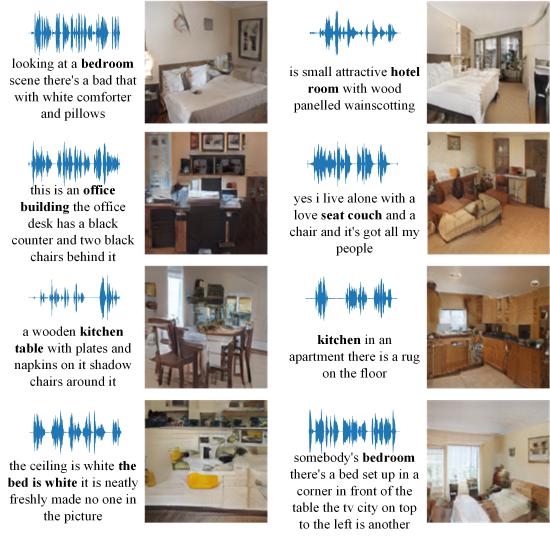 looking at a bedroom
scene there's a bad that
with white comforter
and pillows
is small attractive hotel
room with wood
panelled wainscotting
this is an office
building the office
desk has a black
counter and two black
chairs behind it
yes i live alone with a
love seat couch and a
chair and it's got all my
people
a wooden kitchen
table with plates and
napkins on it shadow
chairs around it
kitchen in an
apartment there is a rug
on the floor
the ceiling is white the
bed is white it is neatly
freshly made no one in
the picture
somebody's bedroom
there's a bed set up in a
corner in front of the
table the tv city on top
to the left is another